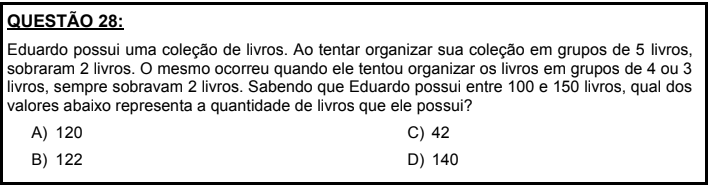 QUESTÃO 28:
Eduardo possui uma coleção de livros. Ao tentar organizar sua coleção em grupos de 5 livros,
sobraram 2 livros. O mesmo ocorreu quando ele tentou organizar os livros em grupos de 4 ou 3
livros, sempre sobravam 2 livros. Sabendo que Eduardo possui entre 100 e 150 livros, qual dos
valores abaixo representa a quantidade de livros que ele possui?
A) 120 C) 42
B) 122 D) 140